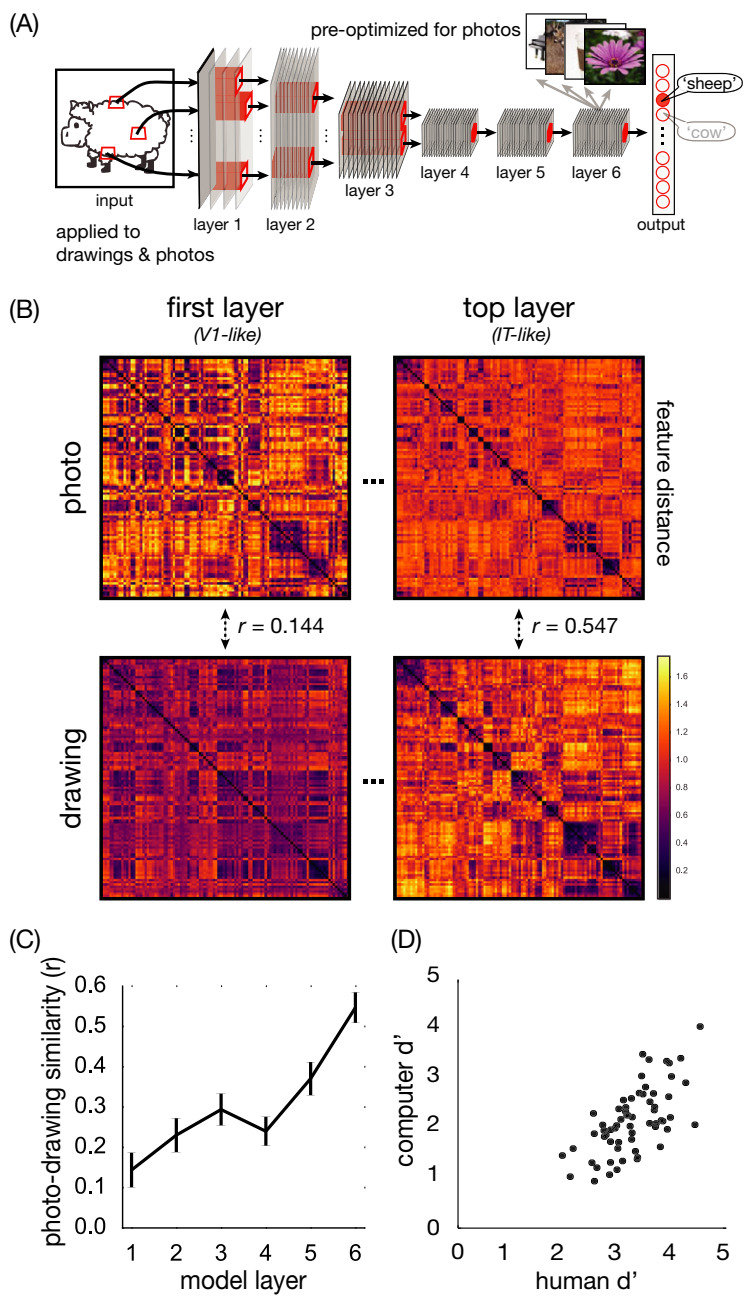 (A)
pre-optimized for photos
'sheep'
'cow'
input
layer 1
layer 2
layer 3
layer 4
layer 5
layer 6
output
applied to
drawings & photos
(B)
first layer
(V1-like)
top layer
(IT-like)
photo
feature distance
r = 0.144
r = 0.547
drawing
1.6
1.4
1.2
1.0
0.8
0.6
0.4
0.2
(C)
photo-drawing similarity (r)
0.6
0.5
0.4
0.3
0.2
0.1
0.0
1 2 3 4 5 6
model layer
(D)
computer d'
5
4
3
2
1
0
0 1 2 3 4 5
human d'